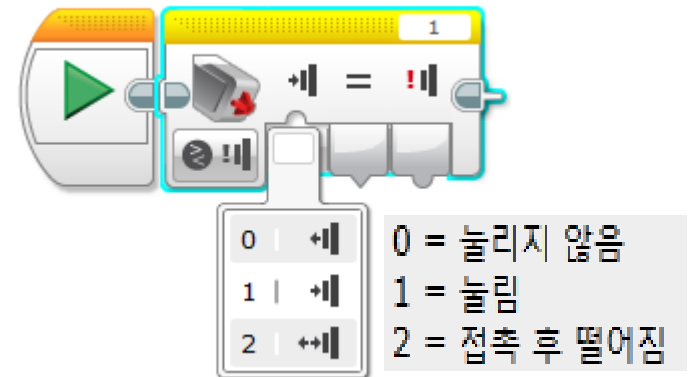 1
0
1
2
0 = 눌리지 않음
1 = 눌림
2 = 접촉 후 떨어짐